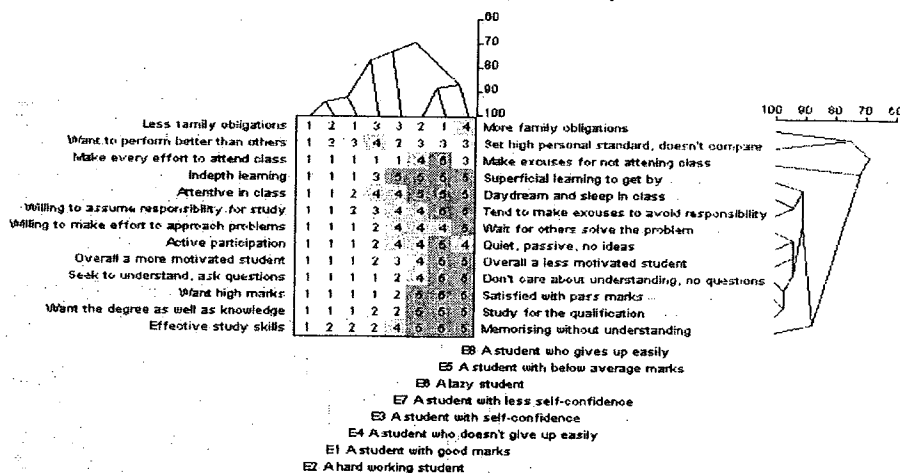 60
70
80
90
100
100 90 80 70 60
Less family obligations 1 2 1 3 3 2 1 4 More family obligations
Want to perform better than others 1 3 3 4 2 3 3 3 Set high personal standard, doesn't compare
Make every effort to attend class 1 1 1 1 1 4 5 3 Make excuses for not attening class
Indepth learning 1 1 1 3 5 5 5 5 Superficial learning to get by
Attentive in class 1 1 2 4 4 5 5 5 Daydream and sleep in class
Willing to assume responsibility for study 1 1 2 3 4 4 5 5 Tend to make exouses to avoid responsibility
Willing to make effort to approach problems 1 1 1 2 4 4 4 5 Wait for others solve the problem
Active participation 1 1 1 2 4 4 5 4 Quiet, passive, no ideas
Overall a more motivated student 1 1 1 2 3 4 5 5 Overall a less motivated student
Seek to understand, ask questions 1 1 1 1 2 4 5 5 Don't care about understanding, no questions
Want high marks 1 1 1 1 2 5 5 5 Satisfied with pass marks
Want the degree as well as knowledge 1 1 1 2 2 5 5 5 Study for the qualification
Effective study skills 1 2 2 2 4 5 5 5 Memorising without understanding
E8 A student who gives up easily
E5 A student with below average marks
E6 A lazy student
E7 A student with less self-confidence
E3 A student with self-confidence
E4 A student who doesn't give up easily
E1 A student with good marks
E2 A hard working student